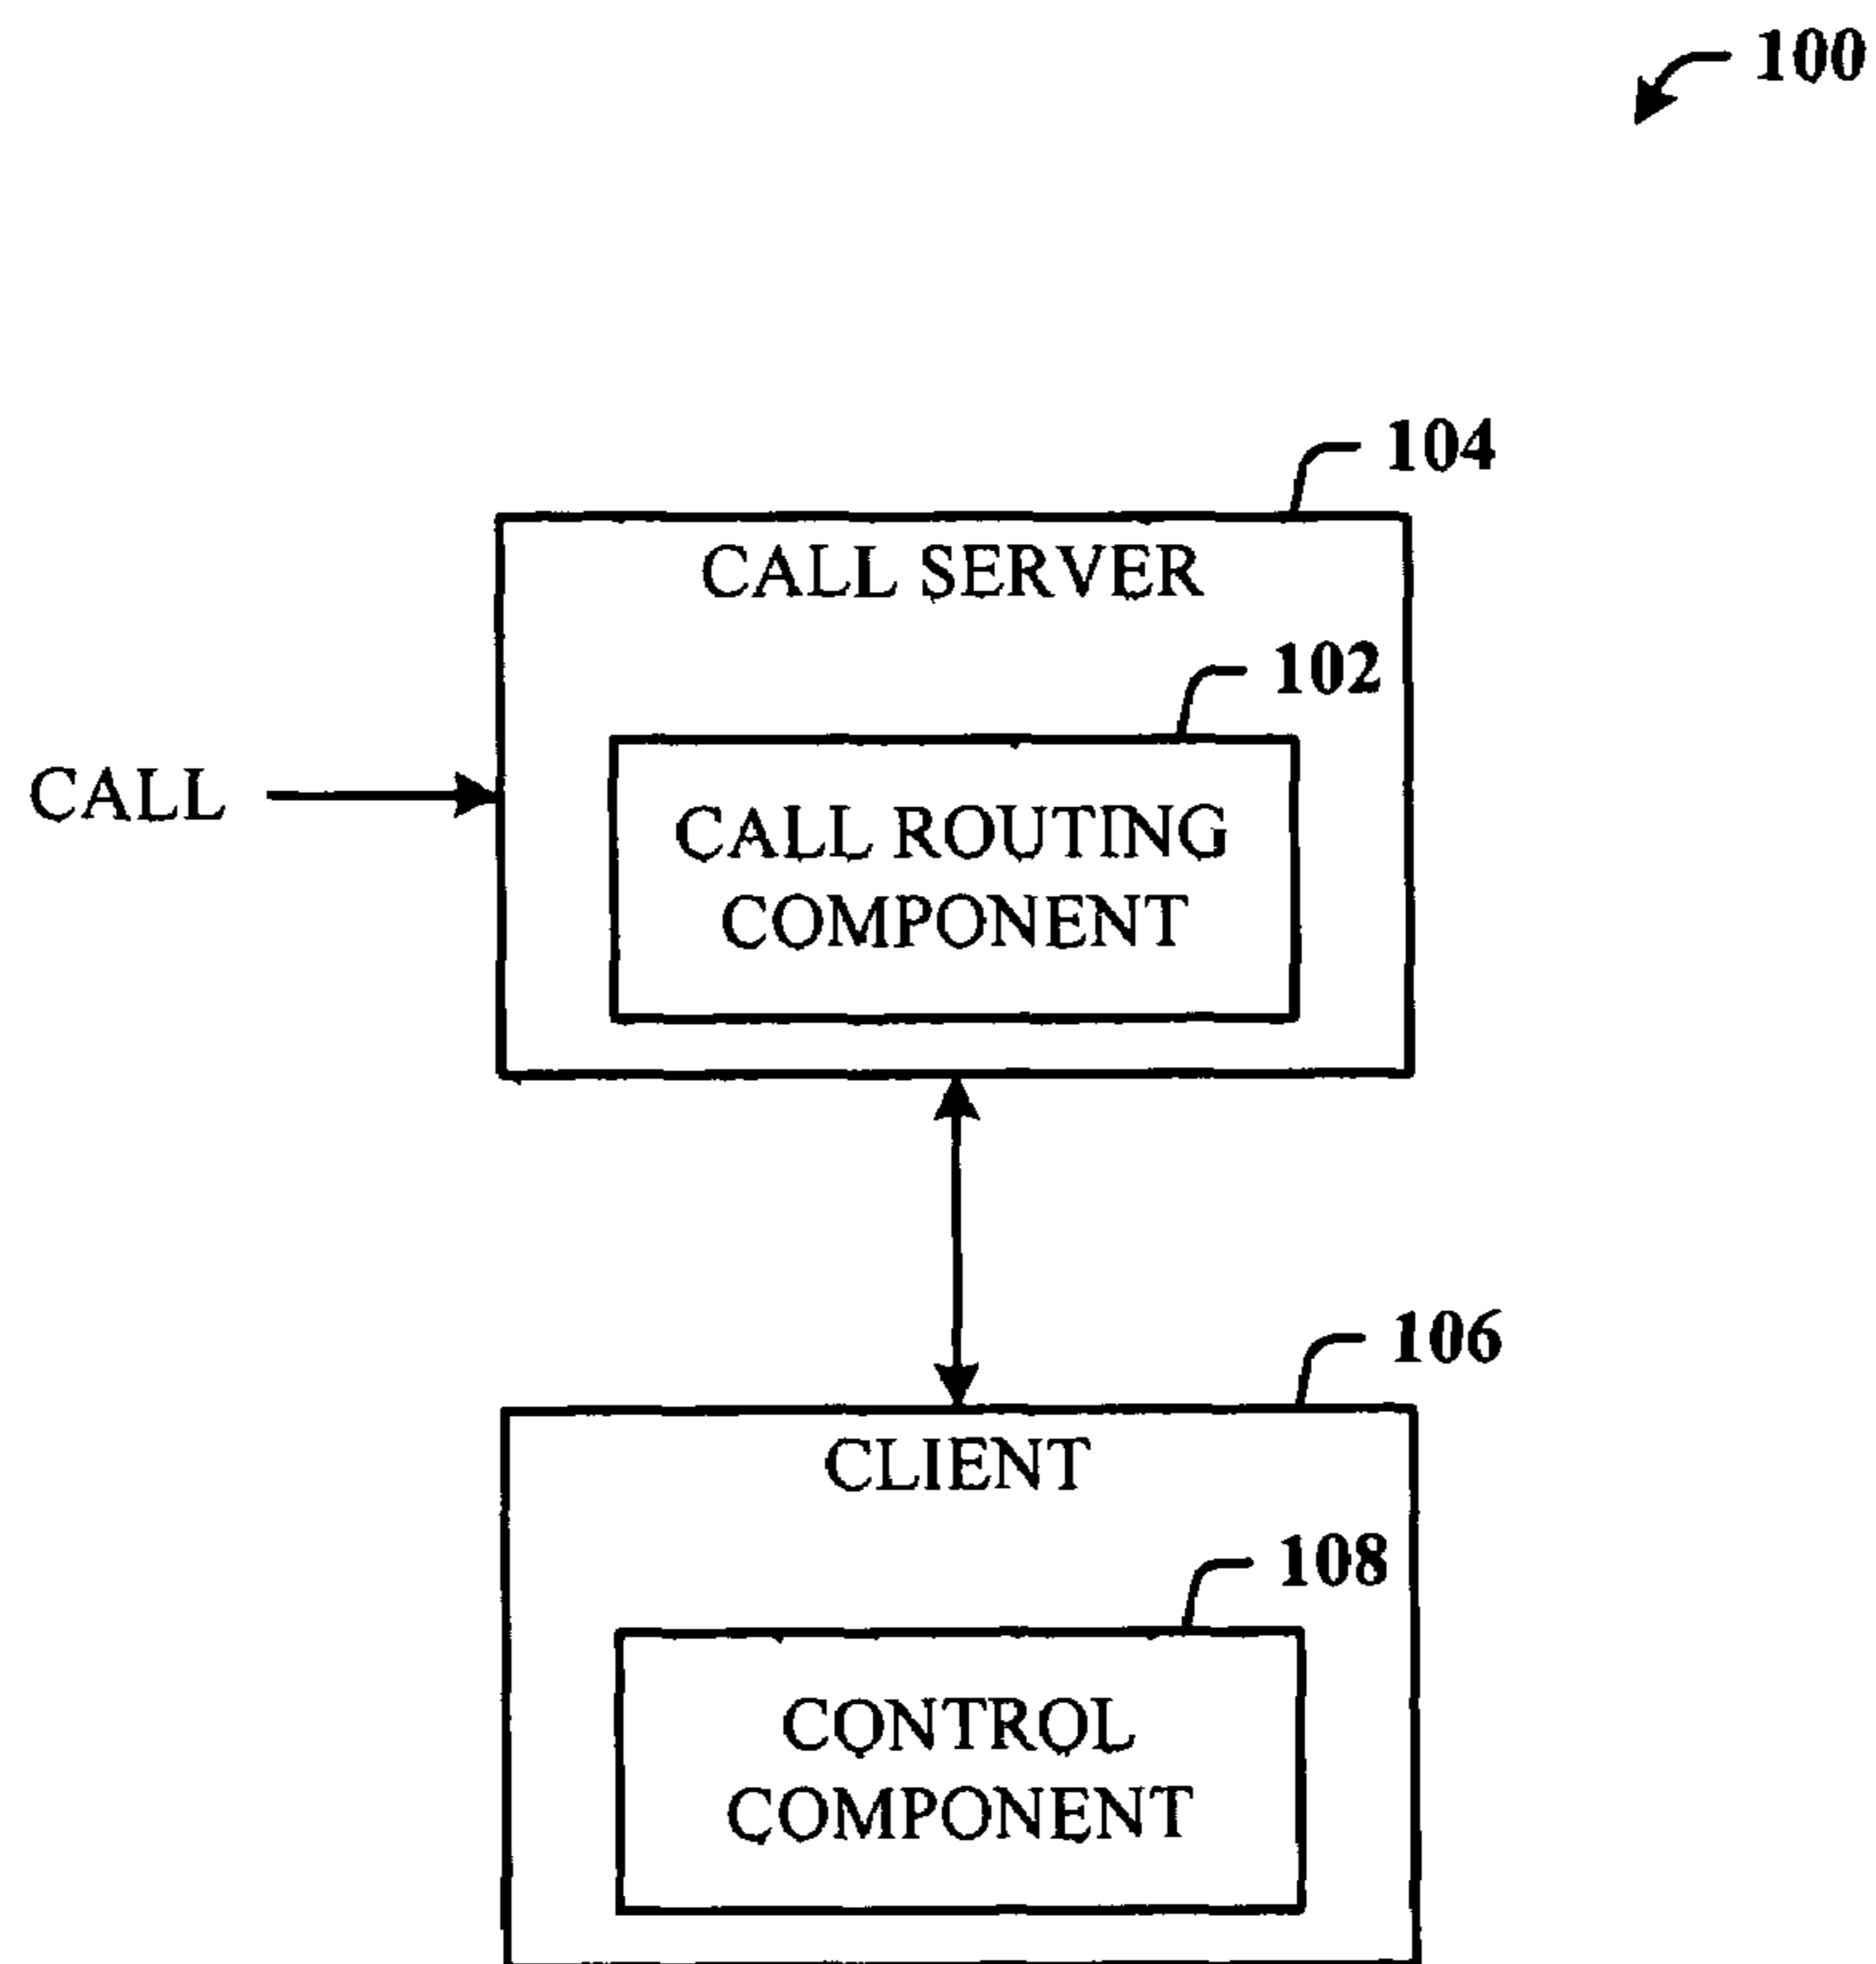 100
104
CALL SERVER
102
CALL
CALL ROUTING
COMPONENT
106
CLIENT
108
CONTROL
COMPONENT